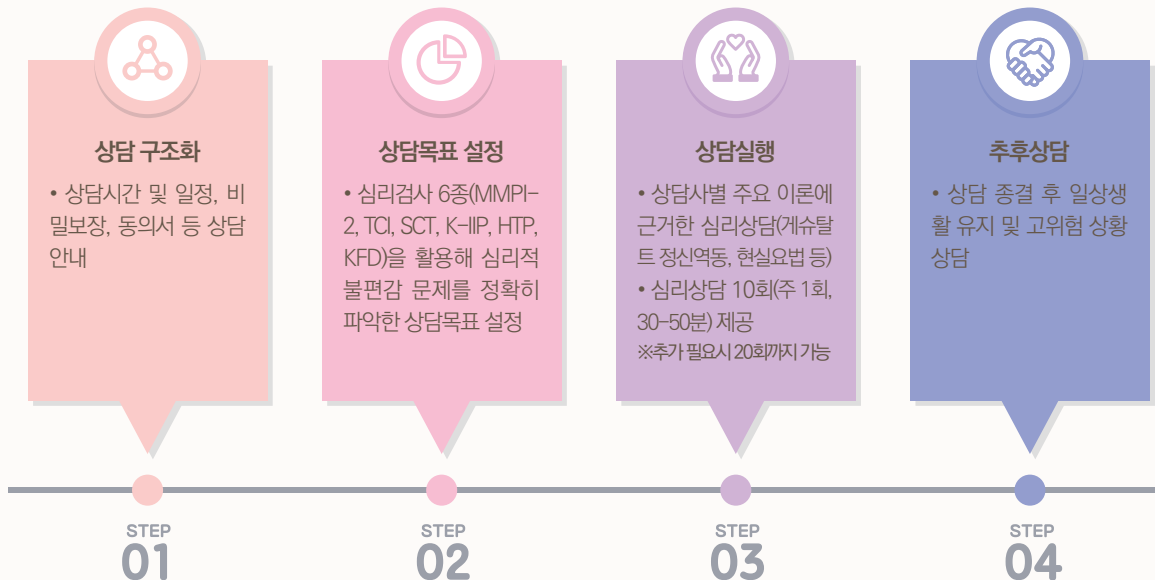 상담 구조화
• 상담시간 및 일정, 비
밀보장, 동의서 등 상담
안내
STEP
01
상담목표 설정
• 심리검사 6종(MMPI-
2, TCI, SCT, K-IIP, HTP,
KFD)을 활용해 심리적
불편감 문제를 정확히
파악한 상담목표 설정
STEP
02
상담실행
• 상담사별 주요 이론에
근거한 심리상담(게슈탈
트 정신역동, 현실요법 등)
• 심리상담 10회(주 1회,
30-50분) 제공
※추가 필요시 20회까지 가능
STEP
03
추후상담
• 상담 종결 후 일상생
활 유지 및 고위험 상황
상담
STEP
04